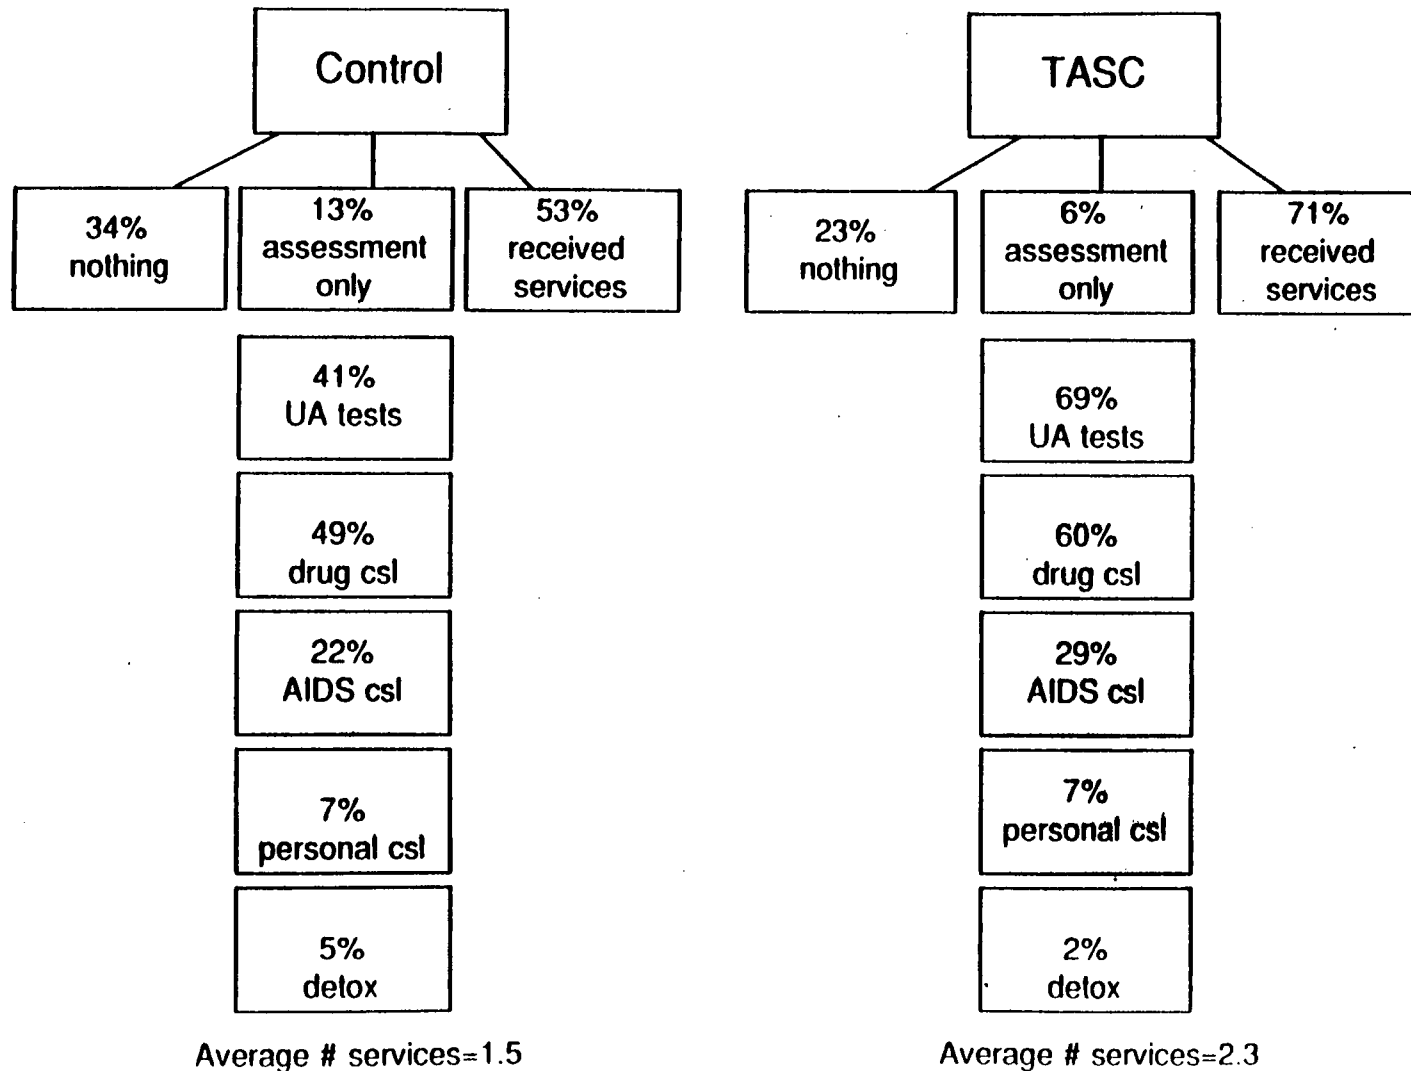 Control
34%
nothing
13%
assessment
only
53%
received
services
41%
UA tests
49%
drug csl
22%
AIDS csl
7%
personal csl
5%
detox
Average # services=1.5
TASC
23%
nothing
6%
assessment
only
71%
received
services
69%
UA tests
60%
drug csl
29%
AIDS csl
7%
personal csl
2%
detox
Average # services=2.3